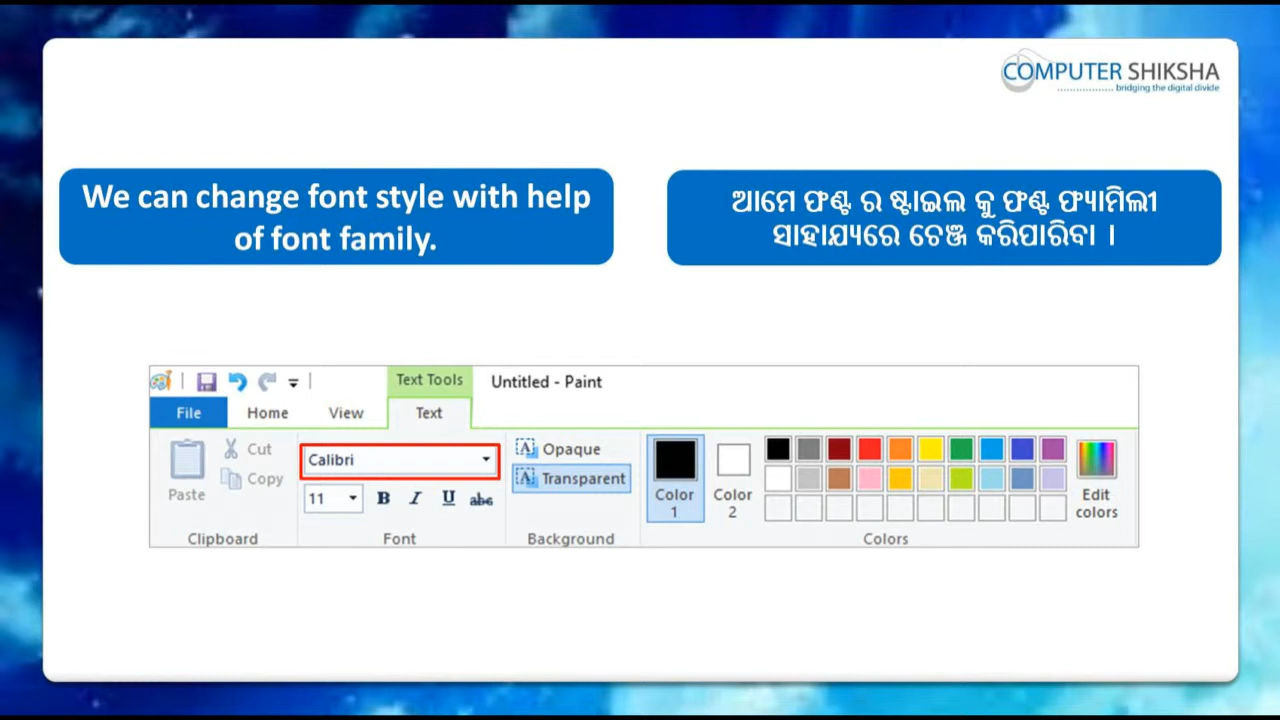 COMPUTER SHIKSHA
bridging the digital divide
We can change font style with help
of font family.
ଆମେ ଫଣ୍ଟ ର ଷ୍ଟାଇଲ କୁ ଫଣ୍ଟ ଫ୍ୟାମିଲୀ
ସାହାଯ୍ୟରେ ଚେଞ୍ଜ କରିପାରିବା ।
Text Tools Untitled - Paint
File Home View Text
Calibri
11 B I U abc
Paste Cut
Copy
Clipboard
Font
Opaque
Transparent
Background
Color
1
Color
2
Edit
colors
Colors